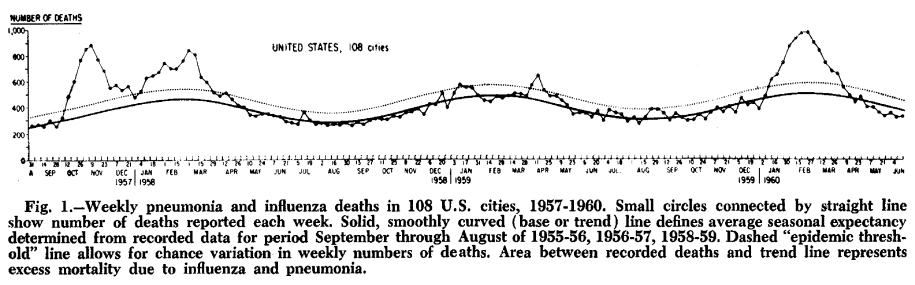 NUMBER OF DEATHS
1,000
UNITED STATES, 108 cities
800
600
400
200
0
A SEP OCT NOV DEC JAN FEB MAR APR MAY JUN JUL AUG SEP OCT NOV DEC JAN FEB MAR APR MAY JUN JUL AUG SEP OCT NOV DEC JAN FEB MAR APR MAY JUN
1957 1958 1958 1959 1959 1960
Fig. 1.—Weekly pneumonia and influenza deaths in 108 U.S. cities, 1957-1960. Small circles connected by straight line
show number of deaths reported each week. Solid, smoothly curved (base or trend) line defines average seasonal expectancy
determined from recorded data for period September through August of 1955-56, 1956-57, 1958-59. Dashed “epidemic thresh-
old” line allows for chance variation in weekly numbers of deaths. Area between recorded deaths and trend line represents
excess mortality due to influenza and pneumonia.